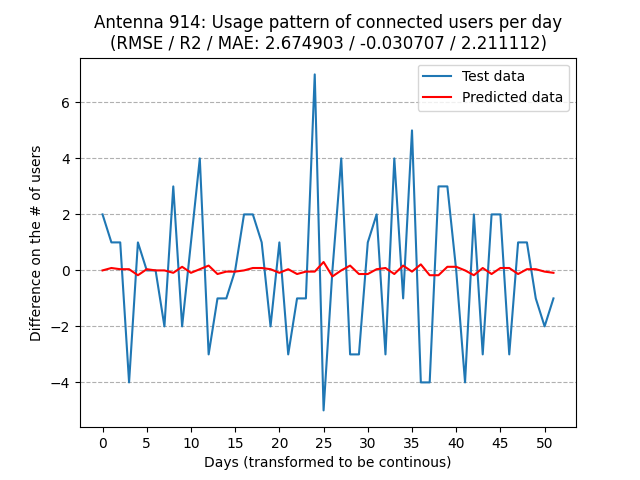 Antenna 914: Usage pattern of connected users per day
(RMSE / R2 / MAE: 2.674903 / -0.030707 / 2.211112)
Test data
Predicted data
Difference on the # of users
6
4
2
0
−2
−4
0 5 10 15 20 25 30 35 40 45 50
Days (transformed to be continous)